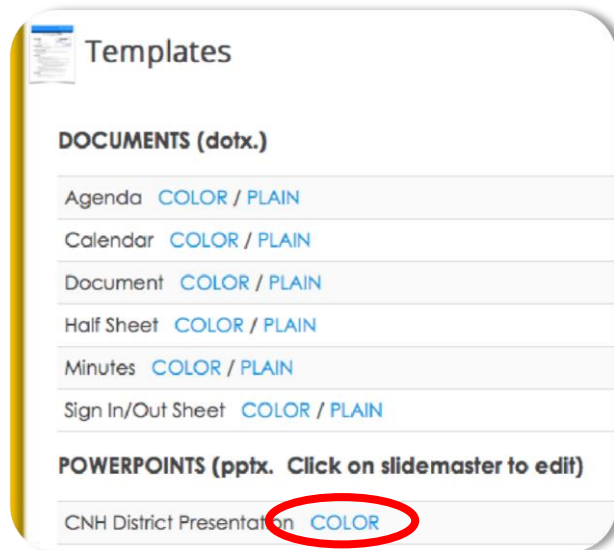 Templates
DOCUMENTS (dotx.)
Agenda COLOR / PLAIN
Calendar COLOR / PLAIN
Document COLOR / PLAIN
Half Sheet COLOR / PLAIN
Minutes COLOR / PLAIN
Sign In/Out Sheet COLOR / PLAIN
POWERPOINTS (pptx. Click on slidemaster to edit)
CNH District Presentation COLOR